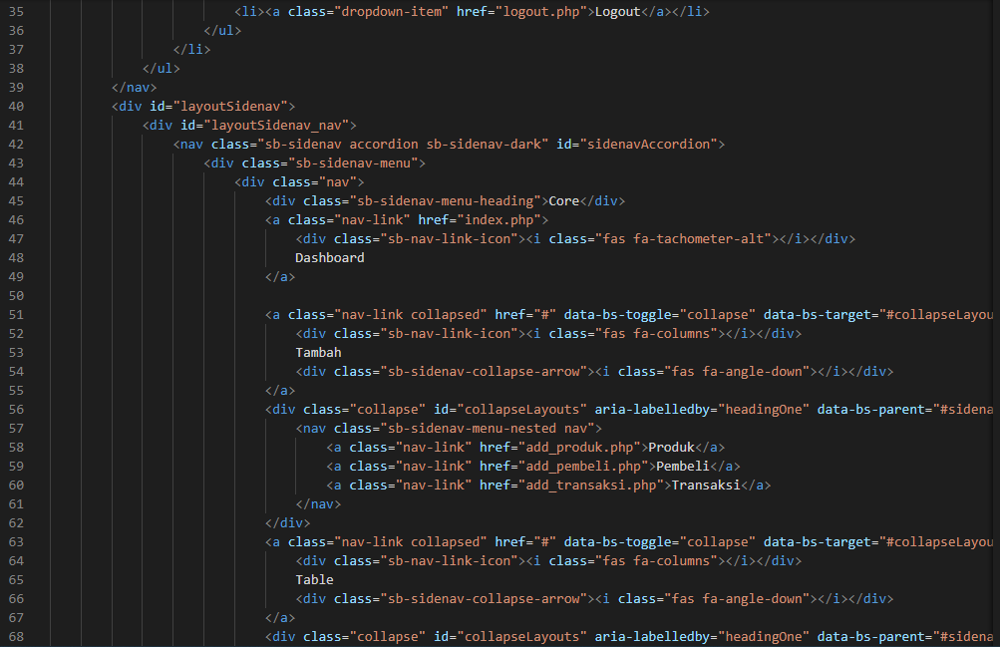 35 <li><a class="dropdown-item" href="logout.php">Logout</a></li>
36 </ul>
37 </li>
38 </ul>
39 </nav>
40 <div id="layoutSidenav">
41 <div id="layoutSidenav_nav">
42 <nav class="sb-sidenav accordion sb-sidenav-dark" id="sidenavAccordion">
43 <div class="sb-sidenav-menu">
44 <div class="nav">
45 <div class="sb-sidenav-menu-heading">Core</div>
46 <a class="nav-link" href="index.php">
47 <div class="sb-nav-link-icon"><i class="fas fa-tachometer-alt"></i></div>
48 Dashboard
49 </a>
50
51 <a class="nav-link collapsed" href="#" data-bs-toggle="collapse" data-bs-target="#collapseLayou
52 <div class="sb-nav-link-icon"><i class="fas fa-columns"></i></div>
53 Tambah
54 <div class="sb-sidenav-collapse-arrow"><i class="fas fa-angle-down"></i></div>
55 </a>
56 <div class="collapse" id="collapseLayouts" aria-labelledby="headingOne" data-bs-parent="#sidena
57 <nav class="sb-sidenav-menu-nested nav">
58 <a class="nav-link" href="add_produk.php">Produk</a>
59 <a class="nav-link" href="add_pembeli.php">Pembeli</a>
60 <a class="nav-link" href="add_transaksi.php">Transaksi</a>
61 </nav>
62 </div>
63 <a class="nav-link collapsed" href="#" data-bs-toggle="collapse" data-bs-target="#collapseLayou
64 <div class="sb-nav-link-icon"><i class="fas fa-columns"></i></div>
65 Table
66 <div class="sb-sidenav-collapse-arrow"><i class="fas fa-angle-down"></i></div>
67 </a>
68 <div class="collapse" id="collapseLayouts" aria-labelledby="headingOne" data-bs-parent="#sidena